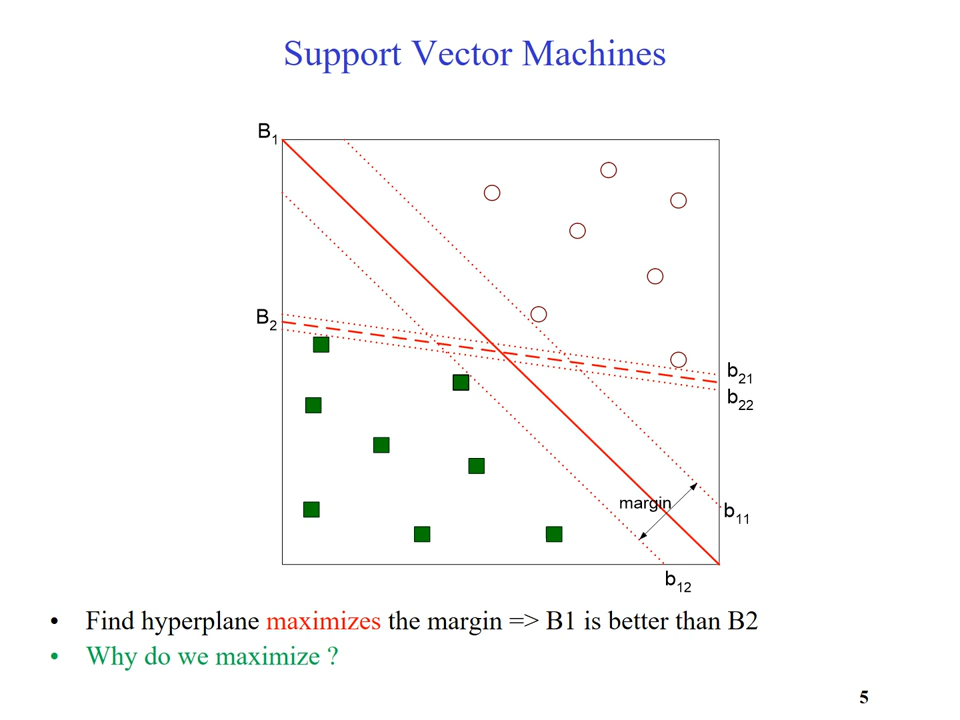 Support Vector Machines
B1
B2
b21
b22
margin
b11
b12
• Find hyperplane maximizes the margin => B1 is better than B2
• Why do we maximize ?
5